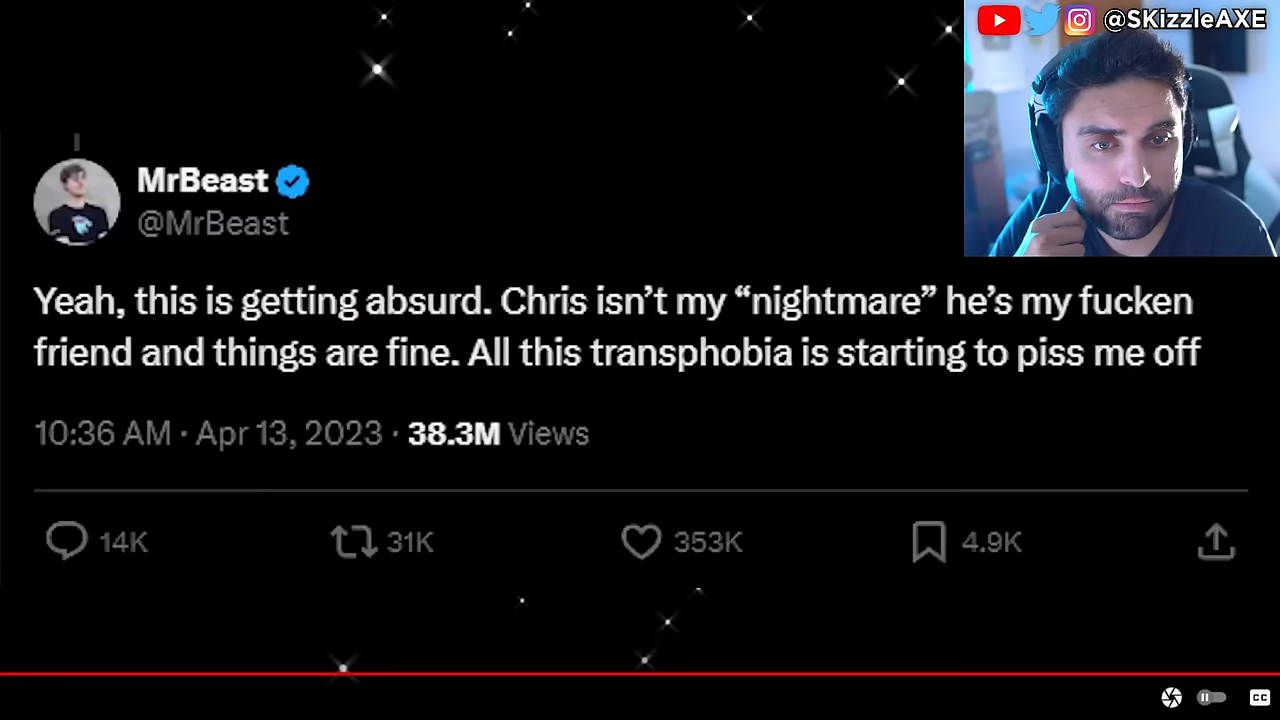 @SKizzleAXE
MrBeast
@MrBeast
Yeah, this is getting absurd. Chris isn’t my “nightmare” he’s my fucken
friend and things are fine. All this transphobia is starting to piss me off
10:36 AM · Apr 13, 2023 · 38.3M Views
14K 31K 353K 4.9K
CC